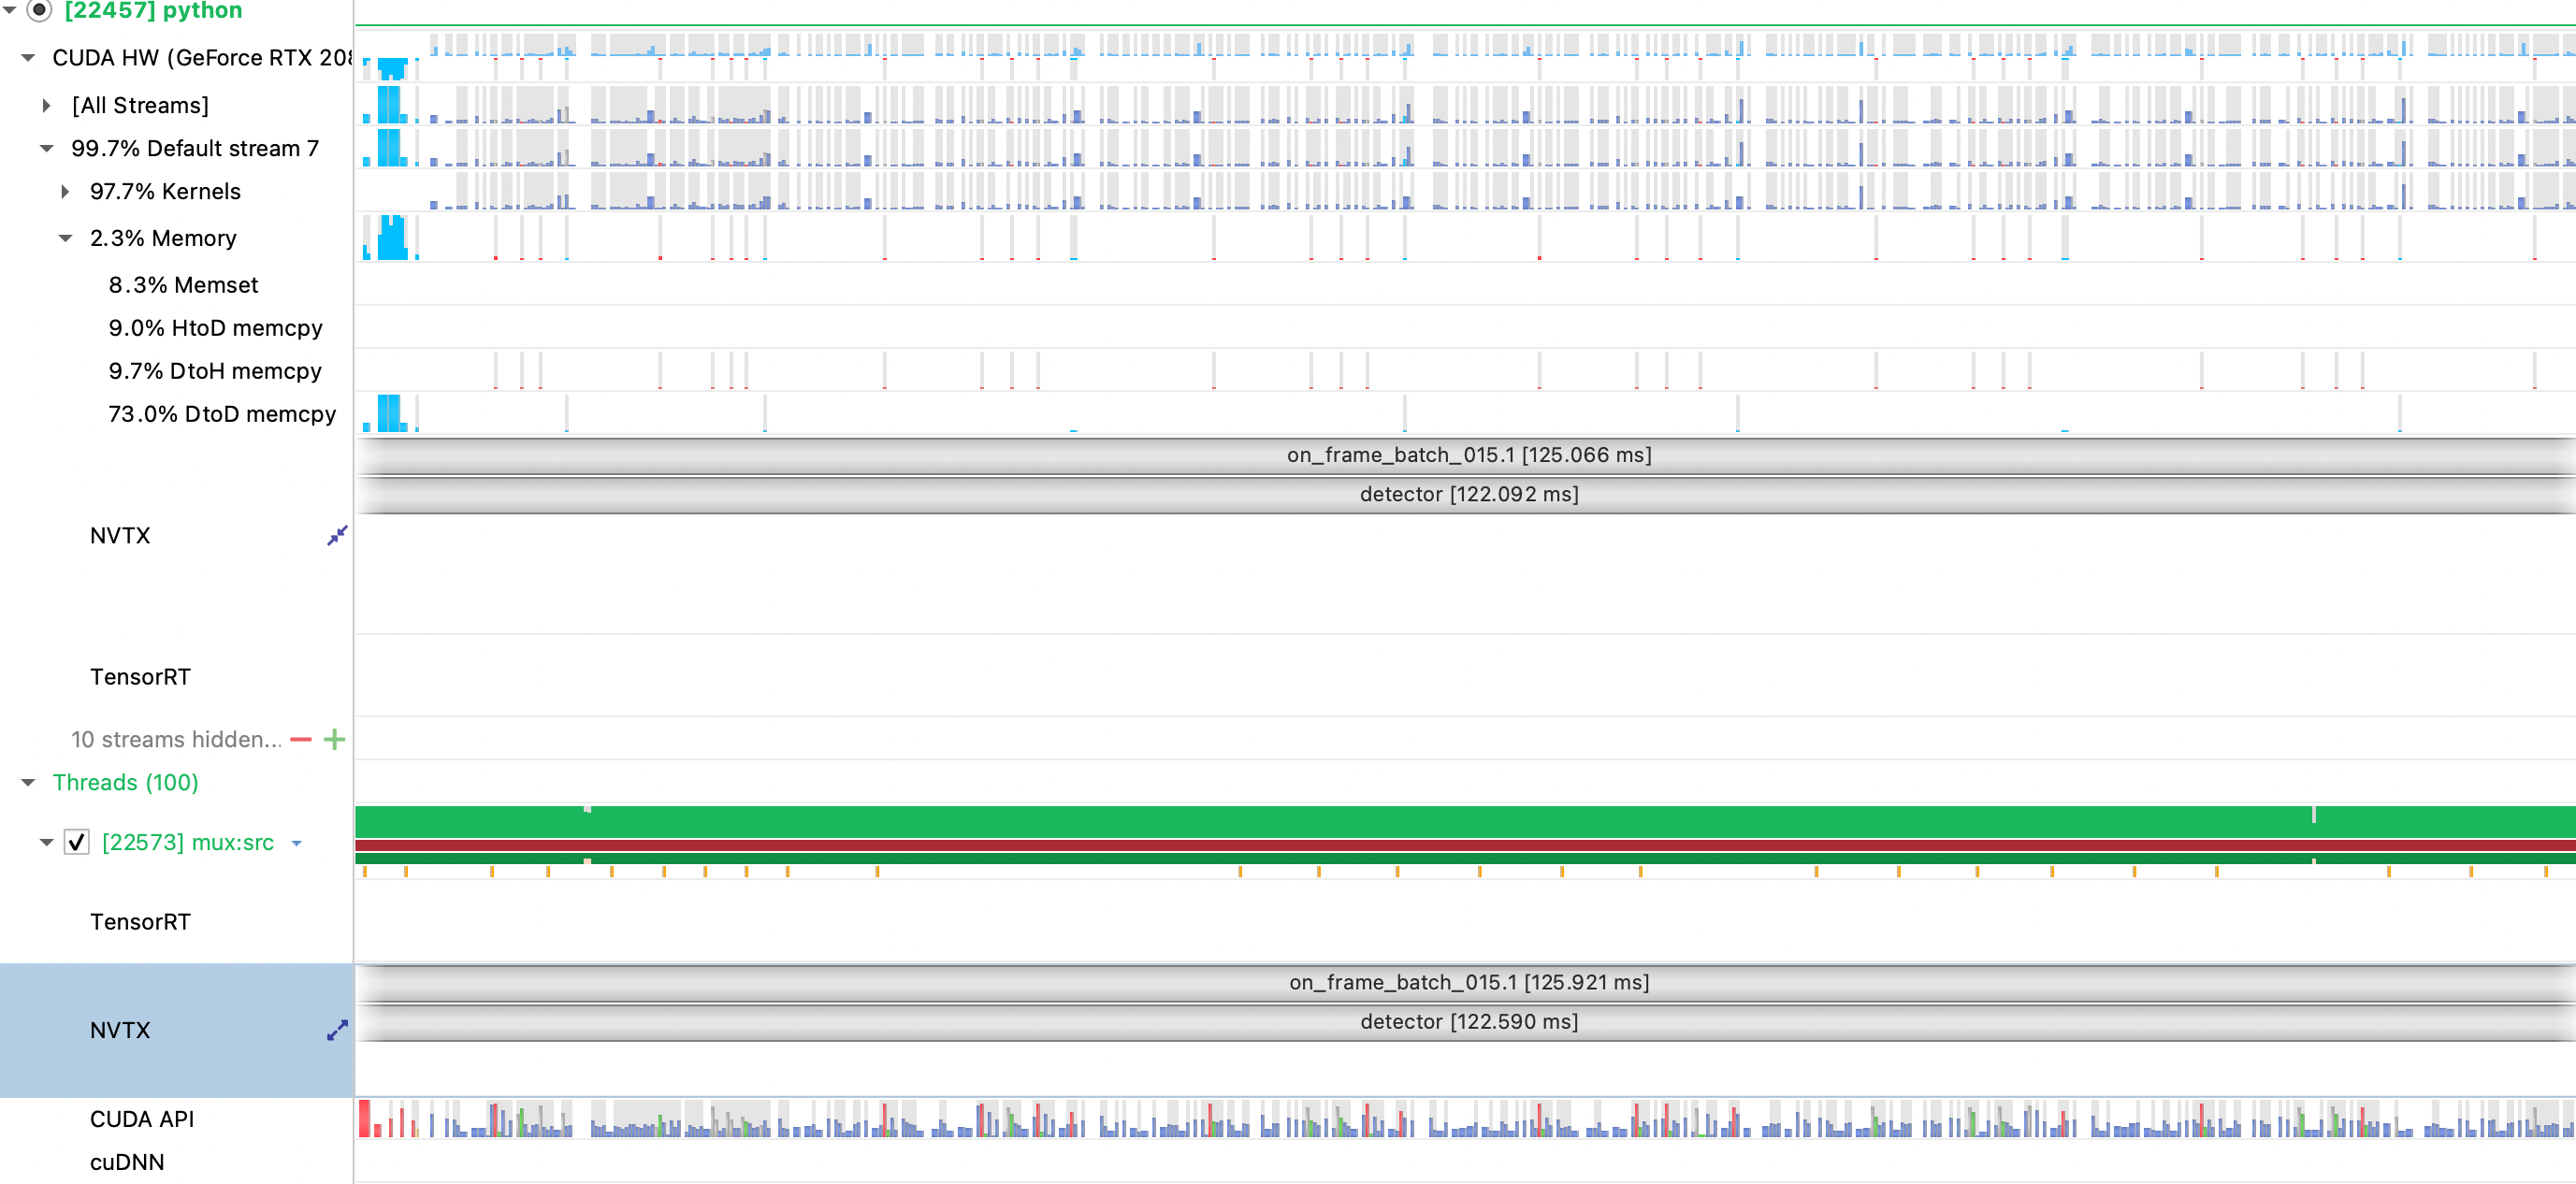 [22457] python
CUDA HW (GeForce RTX 208
[All Streams]
99.7% Default stream 7
97.7% Kernels
2.3% Memory
8.3% Memset
9.0% HtoD memcpy
9.7% DtoH memcpy
73.0% DtoD memcpy
on_frame_batch_015.1 [125.066 ms]
detector [122.092 ms]
NVTX
TensorRT
10 streams hidden...
Threads (100)
[22573] mux:src
TensorRT
on_frame_batch_015.1 [125.921 ms]
detector [122.590 ms]
NVTX
CUDA API
cuDNN